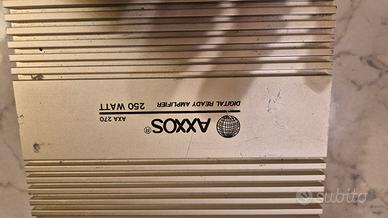 AXXOS®
DIGITAL READY AMPLIFIER
250 WATT
AXA 270
subito